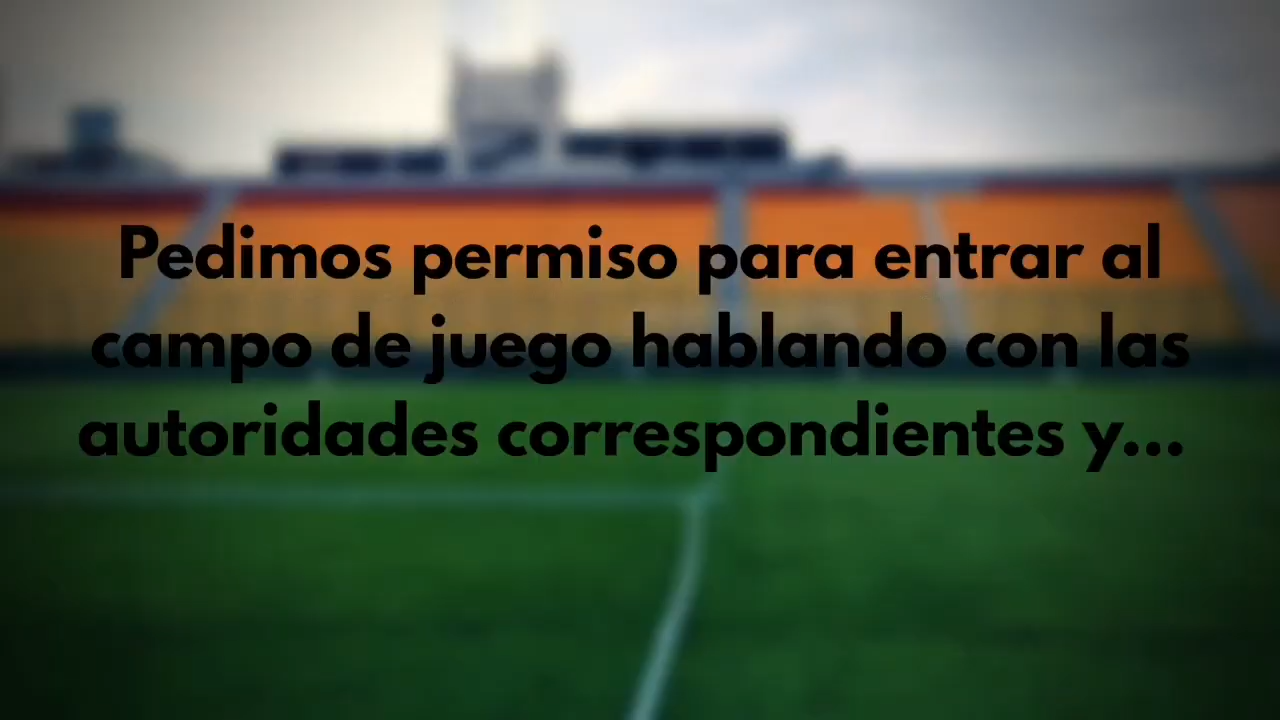 Pedimos permiso para entrar al
campo de juego hablando con las
autoridades correspondientes y...